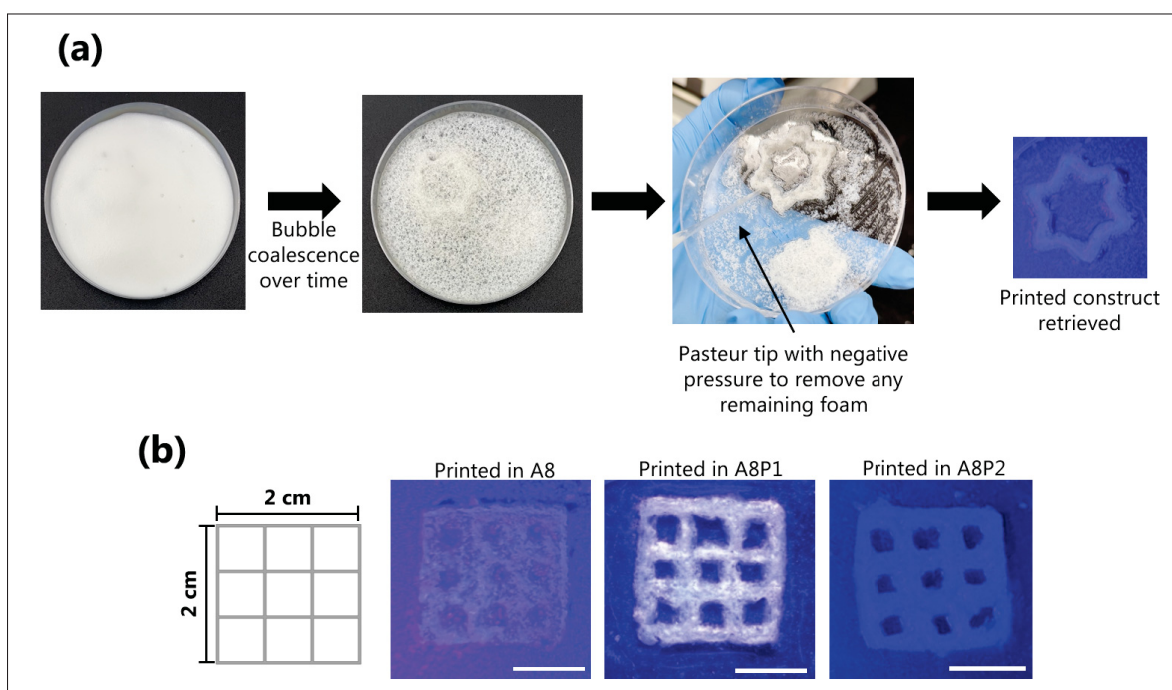 (a)
Bubble
coalescence
over time
Pasteur tip with negative
pressure to remove any
remaining foam
Printed construct
retrieved
(b)
2 cm
2 cm
Printed in A8
Printed in A8P1
Printed in A8P2